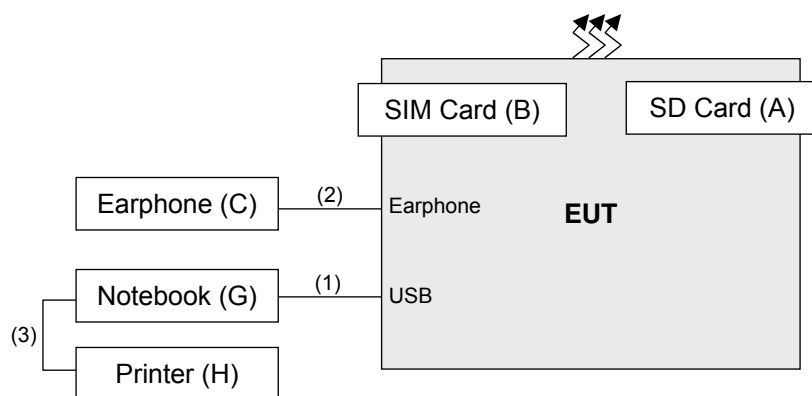 SIM Card (B)
SD Card (A)
Earphone (C)
(2)
Earphone
EUT
Notebook (G)
(1)
USB
(3)
Printer (H)